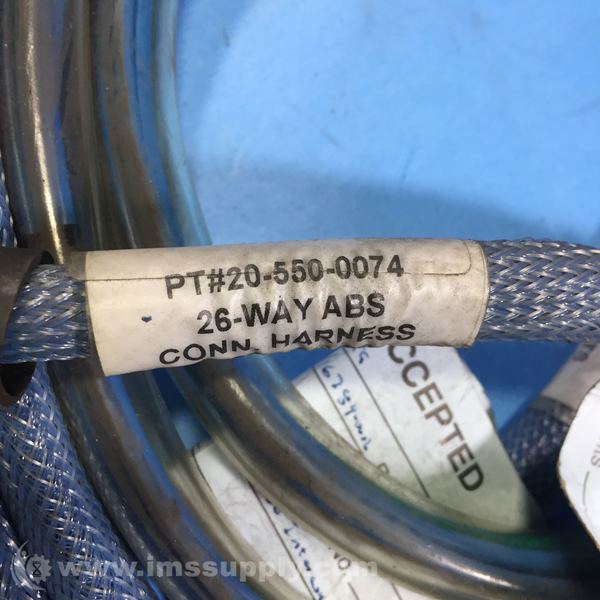 PT#20-550-0074
26-WAY ABS
CONN. HARNESS
CCEPTED
www.imssupply.com